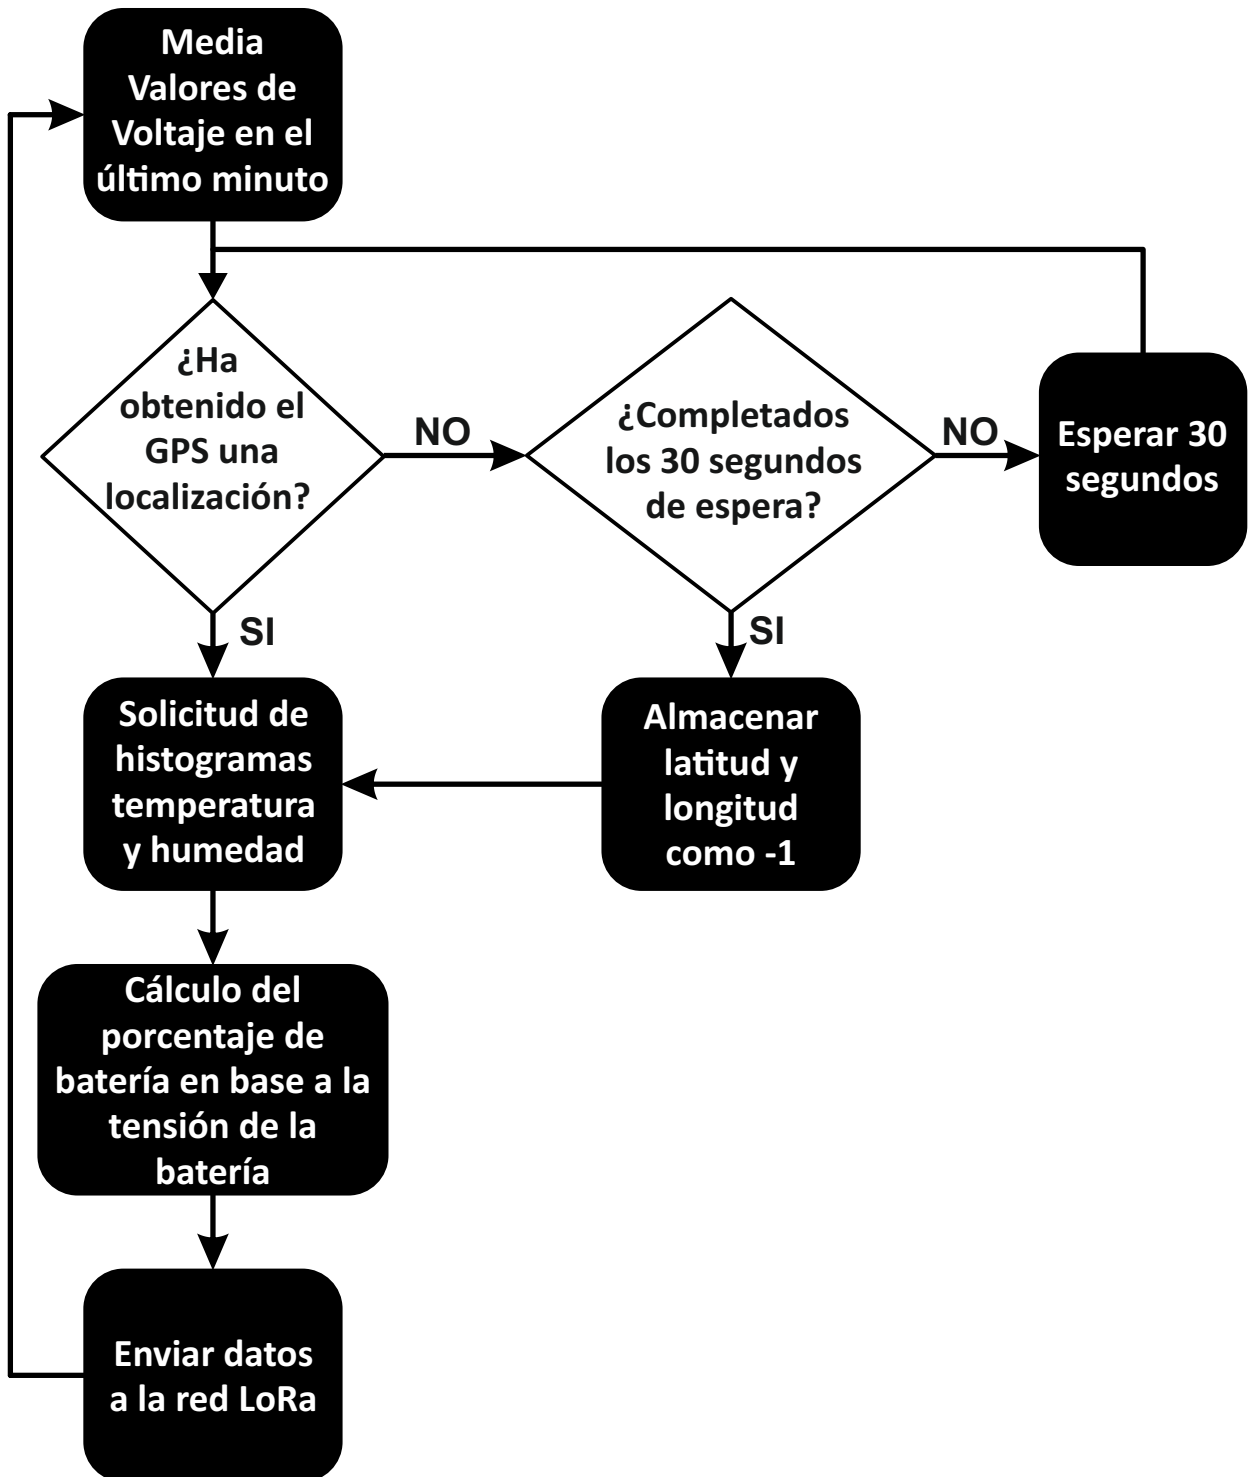 Media
Valores de
Voltaje en el
último minuto
¿Ha
obtenido el
GPS una
localización?
NO
¿Completados
los 30 segundos
de espera?
NO
Esperar 30
segundos
SI
SI
Solicitud de
histogramas
temperatura
y humedad
Almacenar
latitud y
longitud
como -1
Cálculo del
porcentaje de
batería en base a la
tensión de la
batería
Enviar datos
a la red LoRa